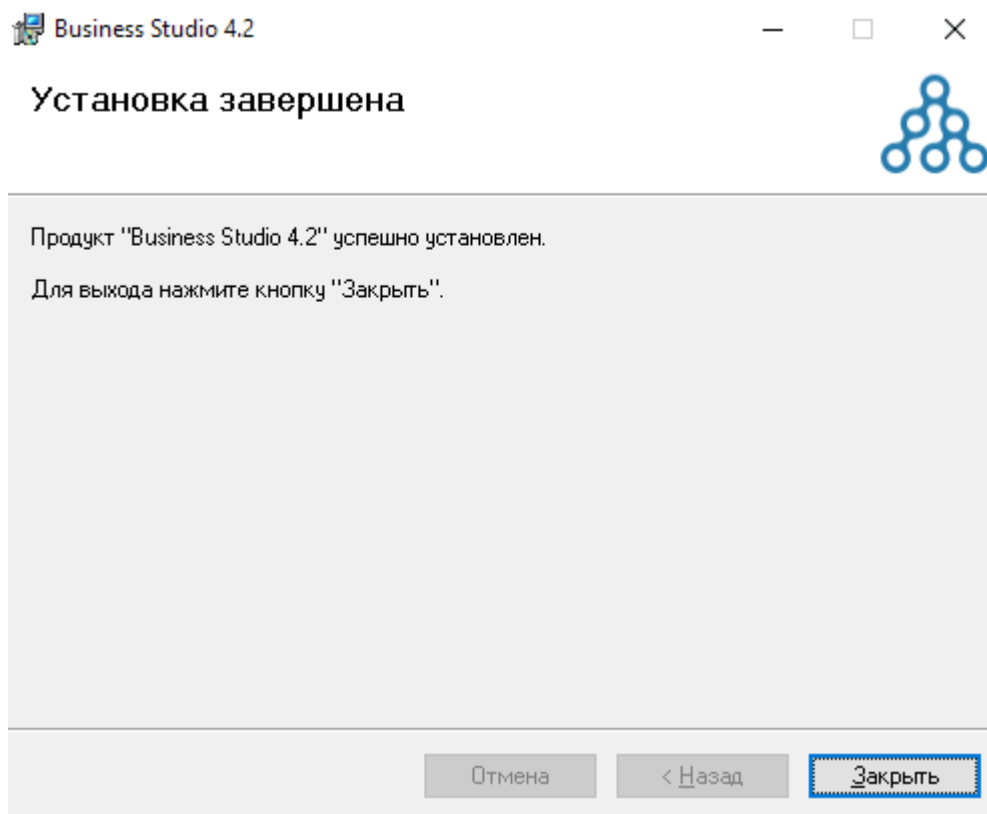 Business Studio 4.2
Установка завершена
Продукт "Business Studio 4.2" успешно установлен.
Для выхода нажмите кнопку "Закрыть".
Отмена
< Назад
Закрыть